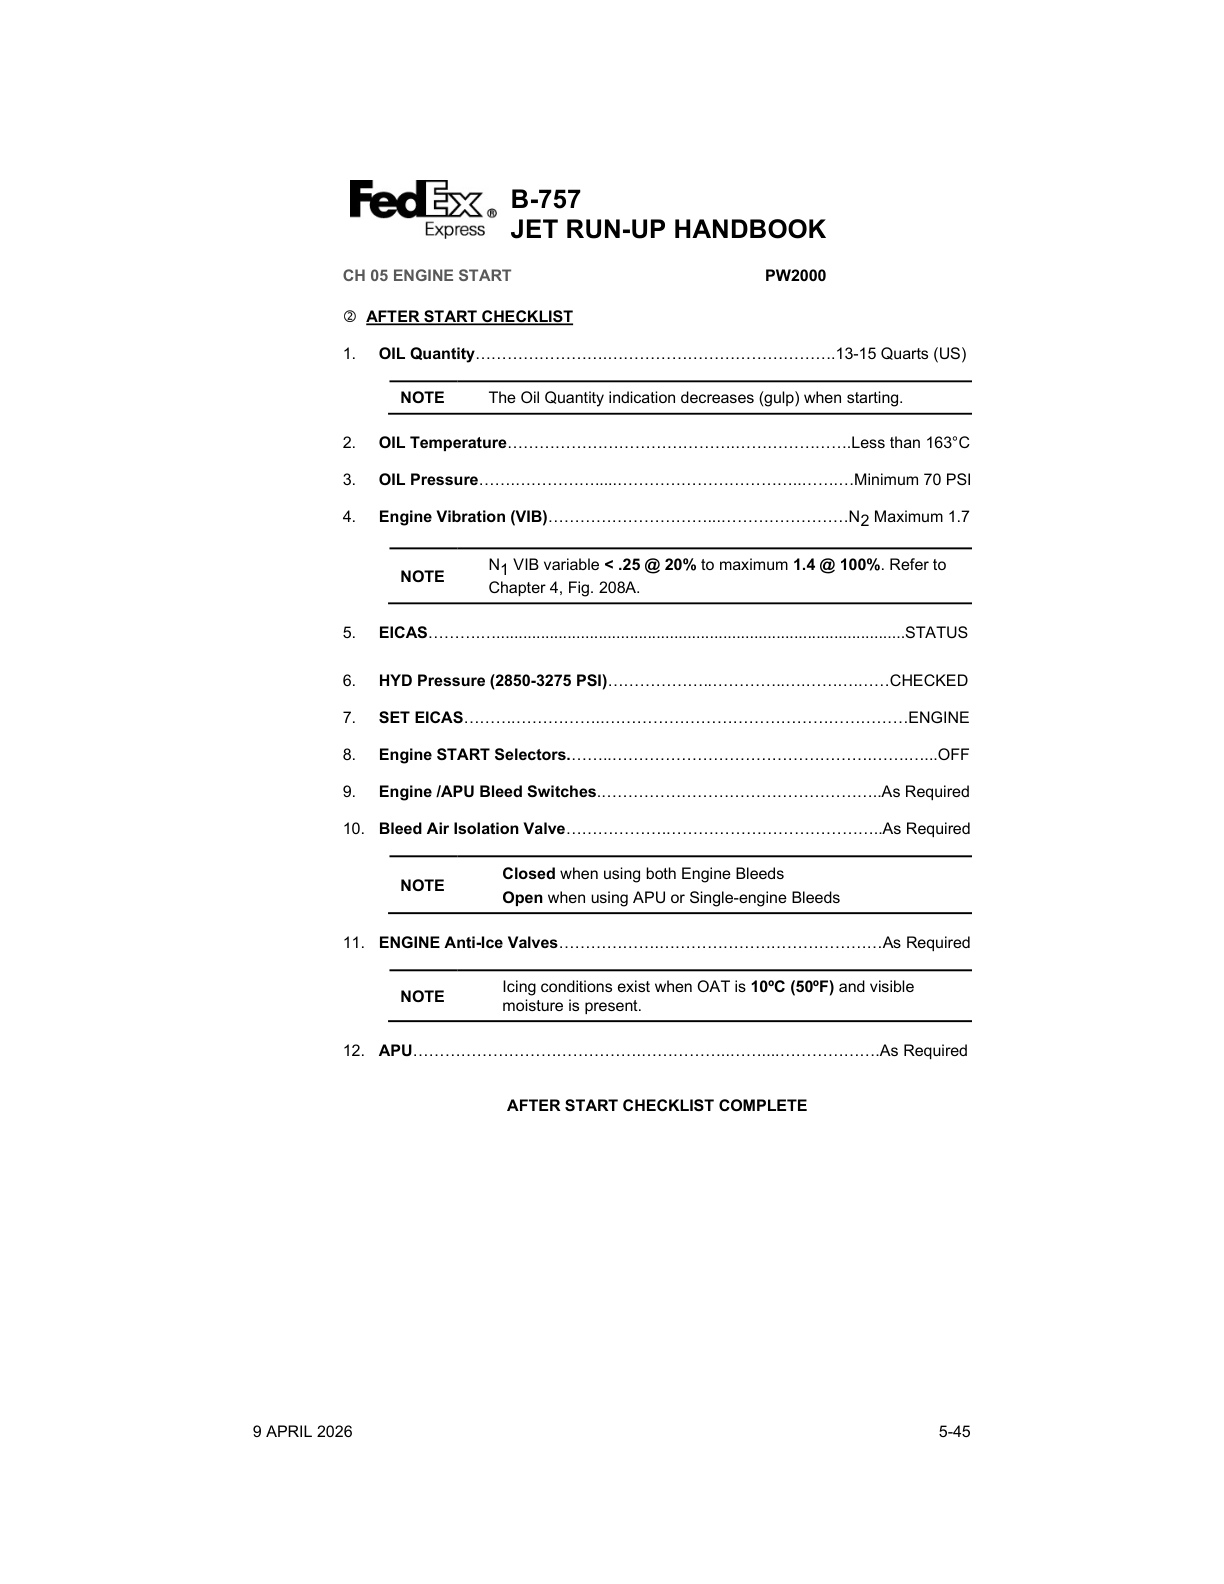 FedEx® B-757
Express JET RUN-UP HANDBOOK
CH 05 ENGINE START PW2000
② AFTER START CHECKLIST
1. OIL Quantity…………………………………………………………….13-15 Quarts (US)
NOTE The Oil Quantity indication decreases (gulp) when starting.
2. OIL Temperature……………………………………………………….Less than 163°C
3. OIL Pressure…………………....……………………………..…….…Minimum 70 PSI
4. Engine Vibration (VIB)…………………………....……………………N2 Maximum 1.7
NOTE N1 VIB variable < .25 @ 20% to maximum 1.4 @ 100%. Refer to
Chapter 4, Fig. 208A.
5. EICAS………….............................................................................................STATUS
6. HYD Pressure (2850-3275 PSI)………………..…………..….……….……CHECKED
7. SET EICAS……………………..……………………………………………………ENGINE
8. Engine START Selectors.……...……………………………………………….…...OFF
9. Engine /APU Bleed Switches.……………………………………………..As Required
10. Bleed Air Isolation Valve……………………………………………………..As Required
NOTE Closed when using both Engine Bleeds
Open when using APU or Single-engine Bleeds
11. ENGINE Anti-Ice Valves………………………………………………………As Required
NOTE Icing conditions exist when OAT is 10ºC (50ºF) and visible
moisture is present.
12. APU……………………………………………………..……....……………….As Required
AFTER START CHECKLIST COMPLETE
9 APRIL 2026 5-45